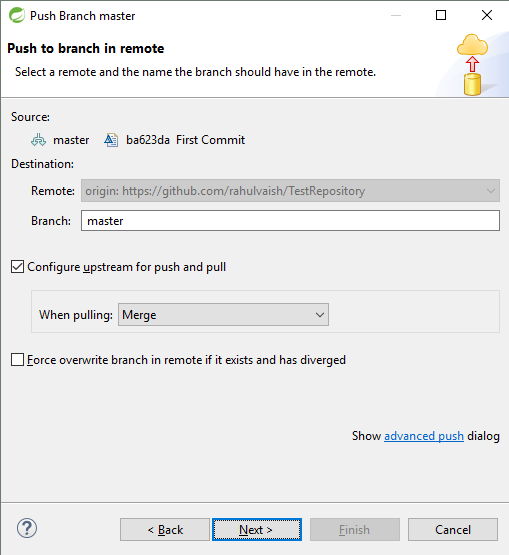 Push Branch master
Push to branch in remote
Select a remote and the name the branch should have in the remote.
Source:
master ba623da First Commit
Destination:
Remote: origin: https://github.com/rahulvaish/TestRepository
Branch: master
Configure upstream for push and pull
When pulling: Merge
Force overwrite branch in remote if it exists and has diverged
Show advanced push dialog
? < Back Next > Finish Cancel